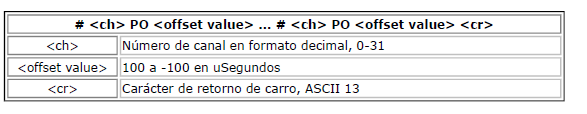 # <ch> PO <offset value> ... # <ch> PO <offset value> <cr>
<ch> Número de canal en formato decimal, 0-31
<offset value> 100 a -100 en uSegundos
<cr> Carácter de retorno de carro, ASCII 13